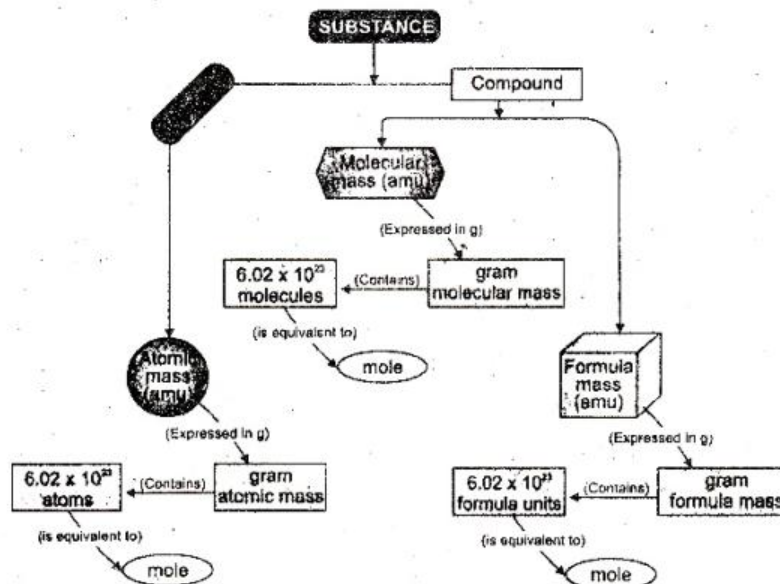 SUBSTANCE
Compound
Molecular
mass (amu)
(Expressed in g)
6.02 x 10²³
molecules
(Contains)
gram
molecular mass
(is equivalent to)
mole
Atomic
mass
(amu)
Formula
mass
(amu)
(Expressed in g)
(Expressed in g)
6.02 x 10²³
atoms
(Contains)
gram
atomic mass
6.02 x 10²³
formula units
(Contains)
gram
formula mass
(is equivalent to)
(is equivalent to)
mole
mole